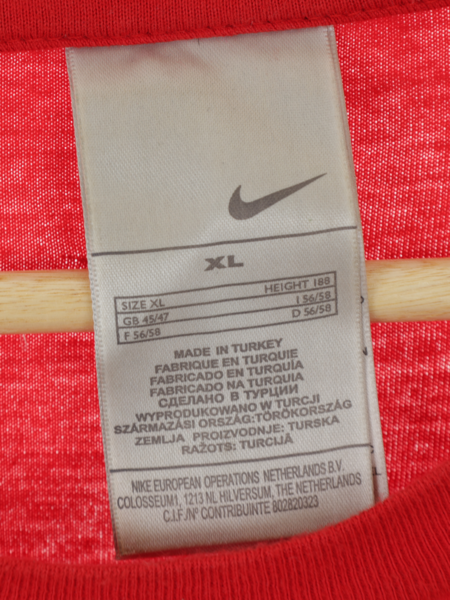 XL
SIZE XL HEIGHT 188
GB 45/47 I 56/58
F 56/58 D 56/58
MADE IN TURKEY
FABRIQUE EN TURQUIE
FABRICADO EN TURQUÍA
FABRICADO NA TURQUIA
СДЕЛАНО В ТУРЦИИ
WYPRODUKOWANO W TURCJI
SZÁRMAZÁSI ORSZÁG:TÖRÖKORSZÁG
ZEMLJA PROIZVODNJE: TURSKA
RAŽOTS: TURCIJĀ
NIKE EUROPEAN OPERATIONS NETHERLANDS B.V.
COLOSSEUM1, 1213 NL HILVERSUM, THE NETHERLANDS
C.I.F./Nº CONTRIBUINTE 802820323